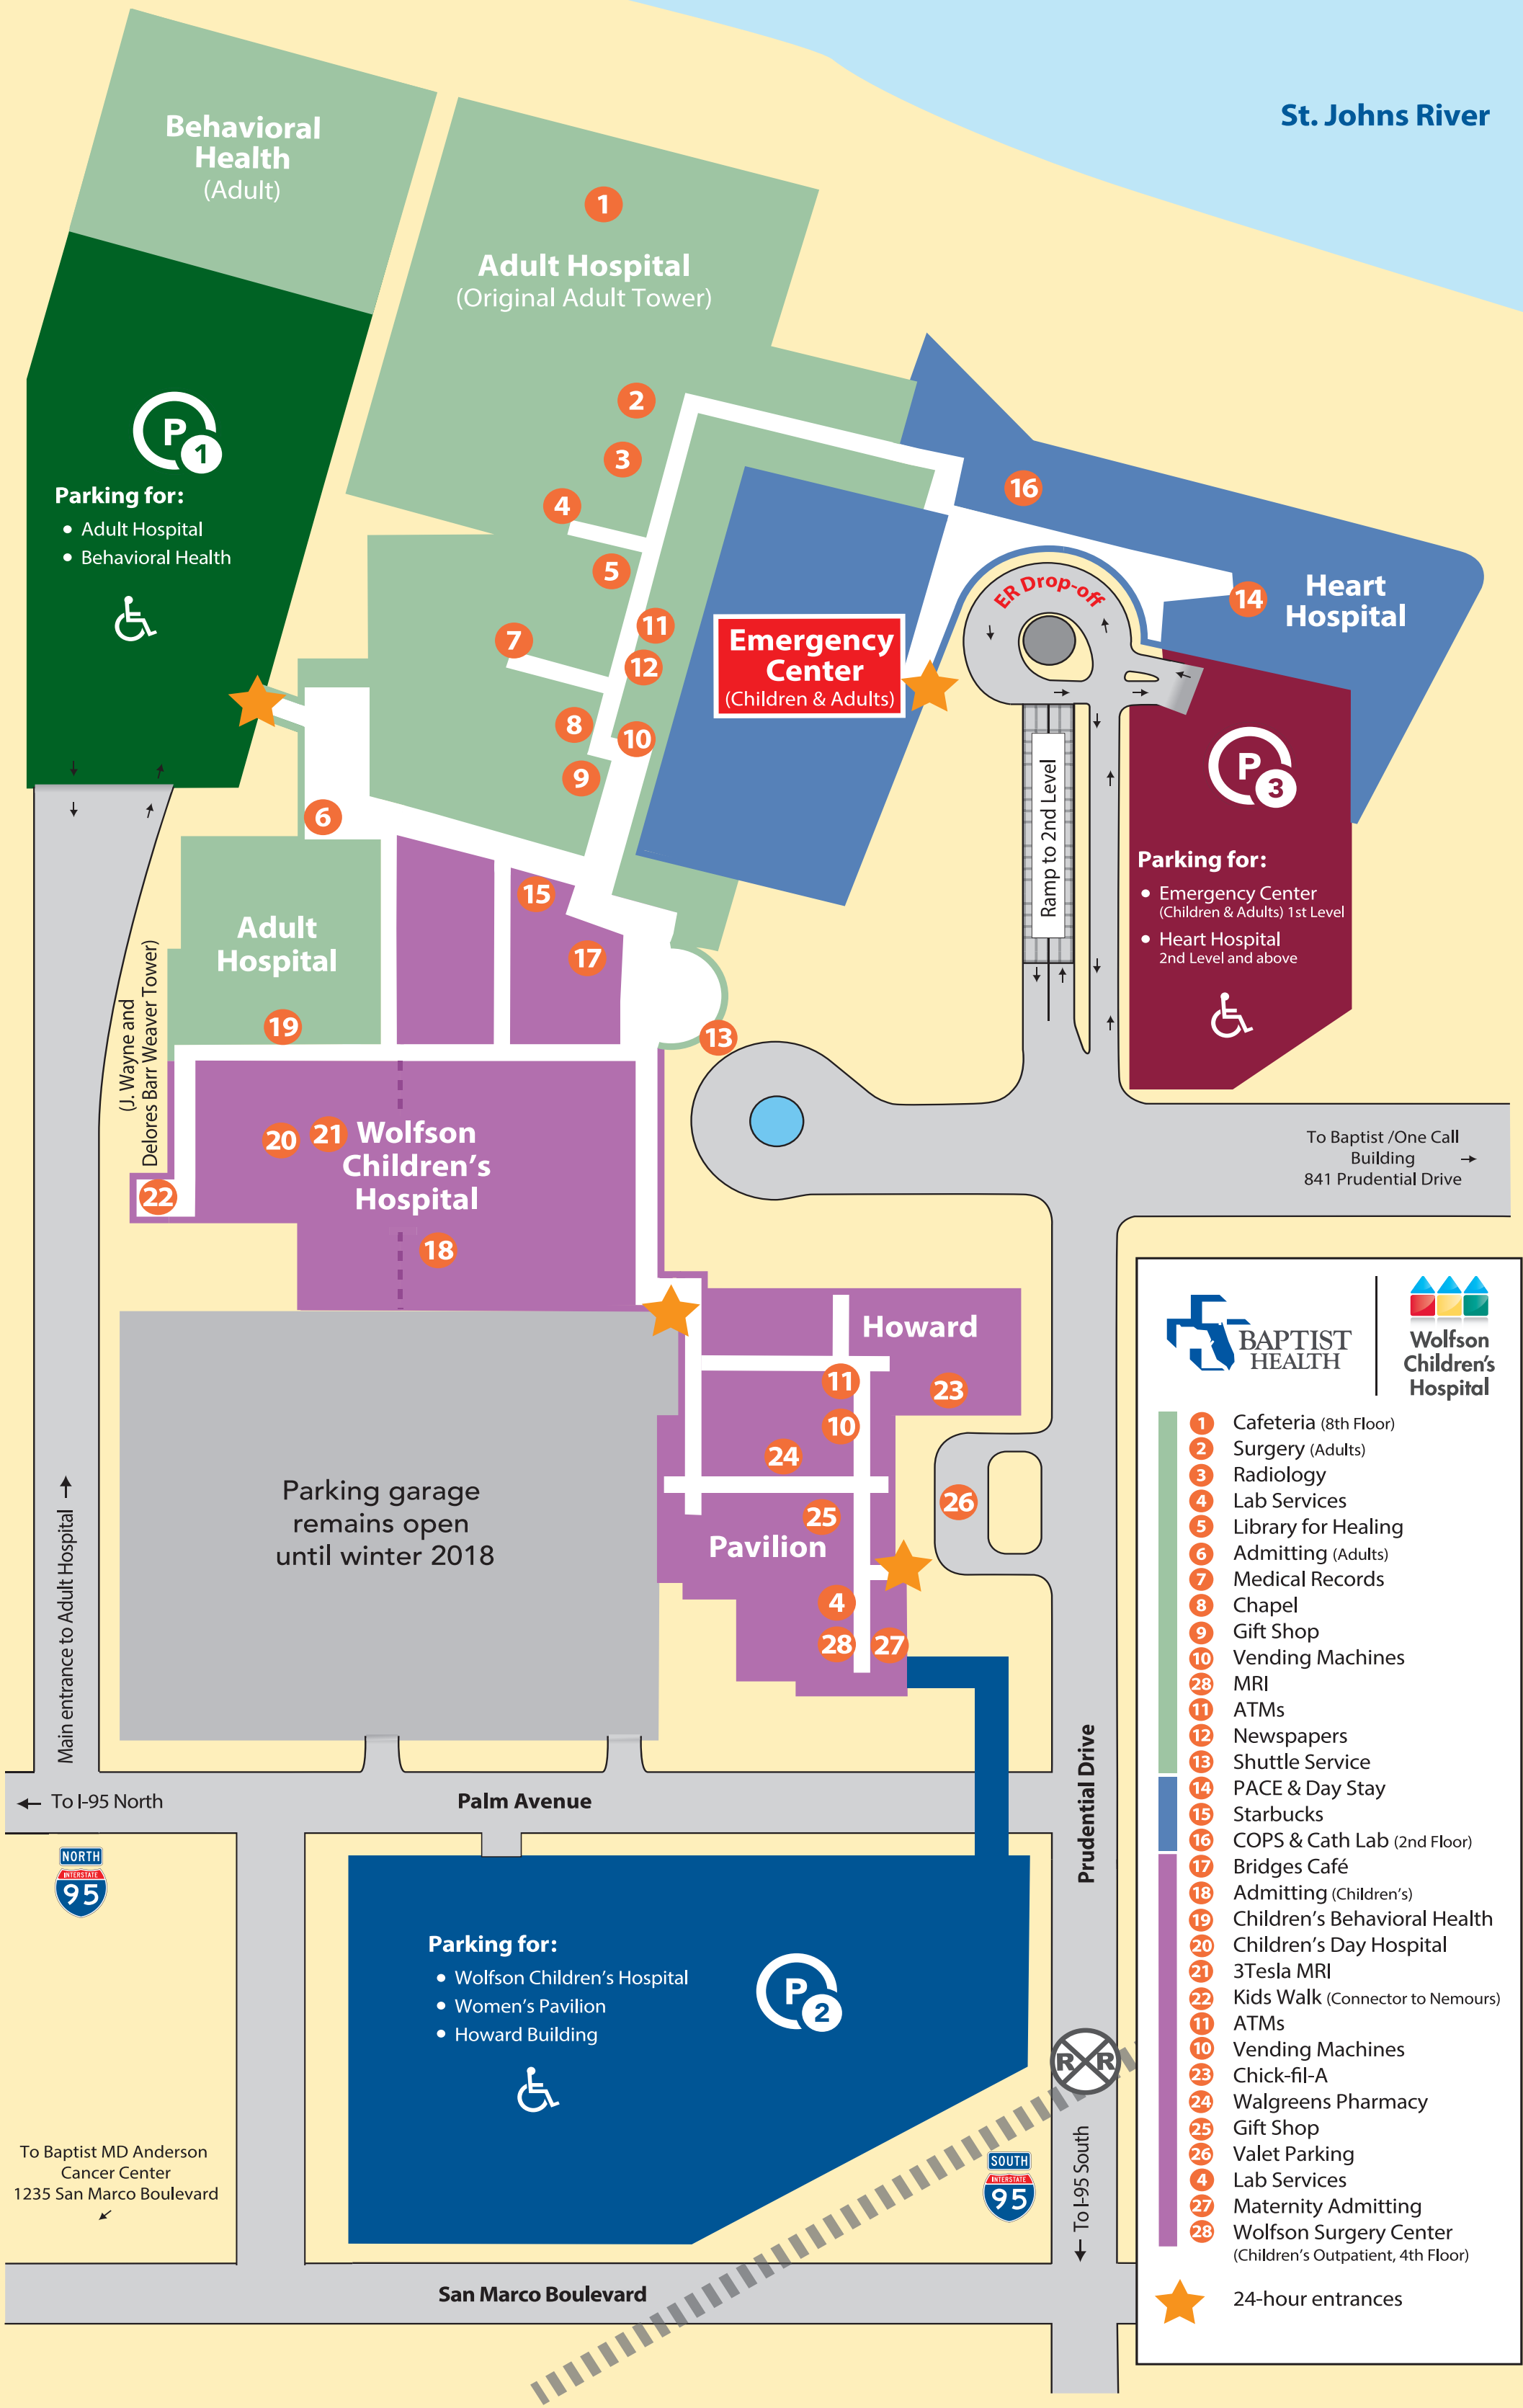 St. Johns River
Behavioral
Health
(Adult)
1
Adult Hospital
(Original Adult Tower)
2
3
4
5
16
P
1
Parking for:
• Adult Hospital
• Behavioral Health
ER Drop-off
14
Heart
Hospital
11
7
12
Emergency
Center
(Children & Adults)
8
10
9
6
Ramp to 2nd Level
P
3
Parking for:
• Emergency Center
(Children & Adults) 1st Level
• Heart Hospital
2nd Level and above
15
17
Adult
Hospital
19
13
(J. Wayne and
Delores Barr Weaver Tower)
20
21
Wolfson
Children's
Hospital
22
18
To Baptist /One Call
Building
841 Prudential Drive
Howard
11
23
10
24
26
25
Pavilion
4
28
27
Parking garage
remains open
until winter 2018
Main entrance to Adult Hospital
To I-95 North
Palm Avenue
Prudential Drive
NORTH
INTERSTATE
95
Parking for:
• Wolfson Children's Hospital
• Women's Pavilion
• Howard Building
P
2
R R
To Baptist MD Anderson
Cancer Center
1235 San Marco Boulevard
SOUTH
INTERSTATE
95
To I-95 South
San Marco Boulevard
BAPTIST
HEALTH
Wolfson
Children's
Hospital
1 Cafeteria (8th Floor)
2 Surgery (Adults)
3 Radiology
4 Lab Services
5 Library for Healing
6 Admitting (Adults)
7 Medical Records
8 Chapel
9 Gift Shop
10 Vending Machines
28 MRI
11 ATMs
12 Newspapers
13 Shuttle Service
14 PACE & Day Stay
15 Starbucks
16 COPS & Cath Lab (2nd Floor)
17 Bridges Café
18 Admitting (Children's)
19 Children's Behavioral Health
20 Children's Day Hospital
21 3Tesla MRI
22 Kids Walk (Connector to Nemours)
11 ATMs
10 Vending Machines
23 Chick-fil-A
24 Walgreens Pharmacy
25 Gift Shop
26 Valet Parking
4 Lab Services
27 Maternity Admitting
28 Wolfson Surgery Center
(Children's Outpatient, 4th Floor)
24-hour entrances